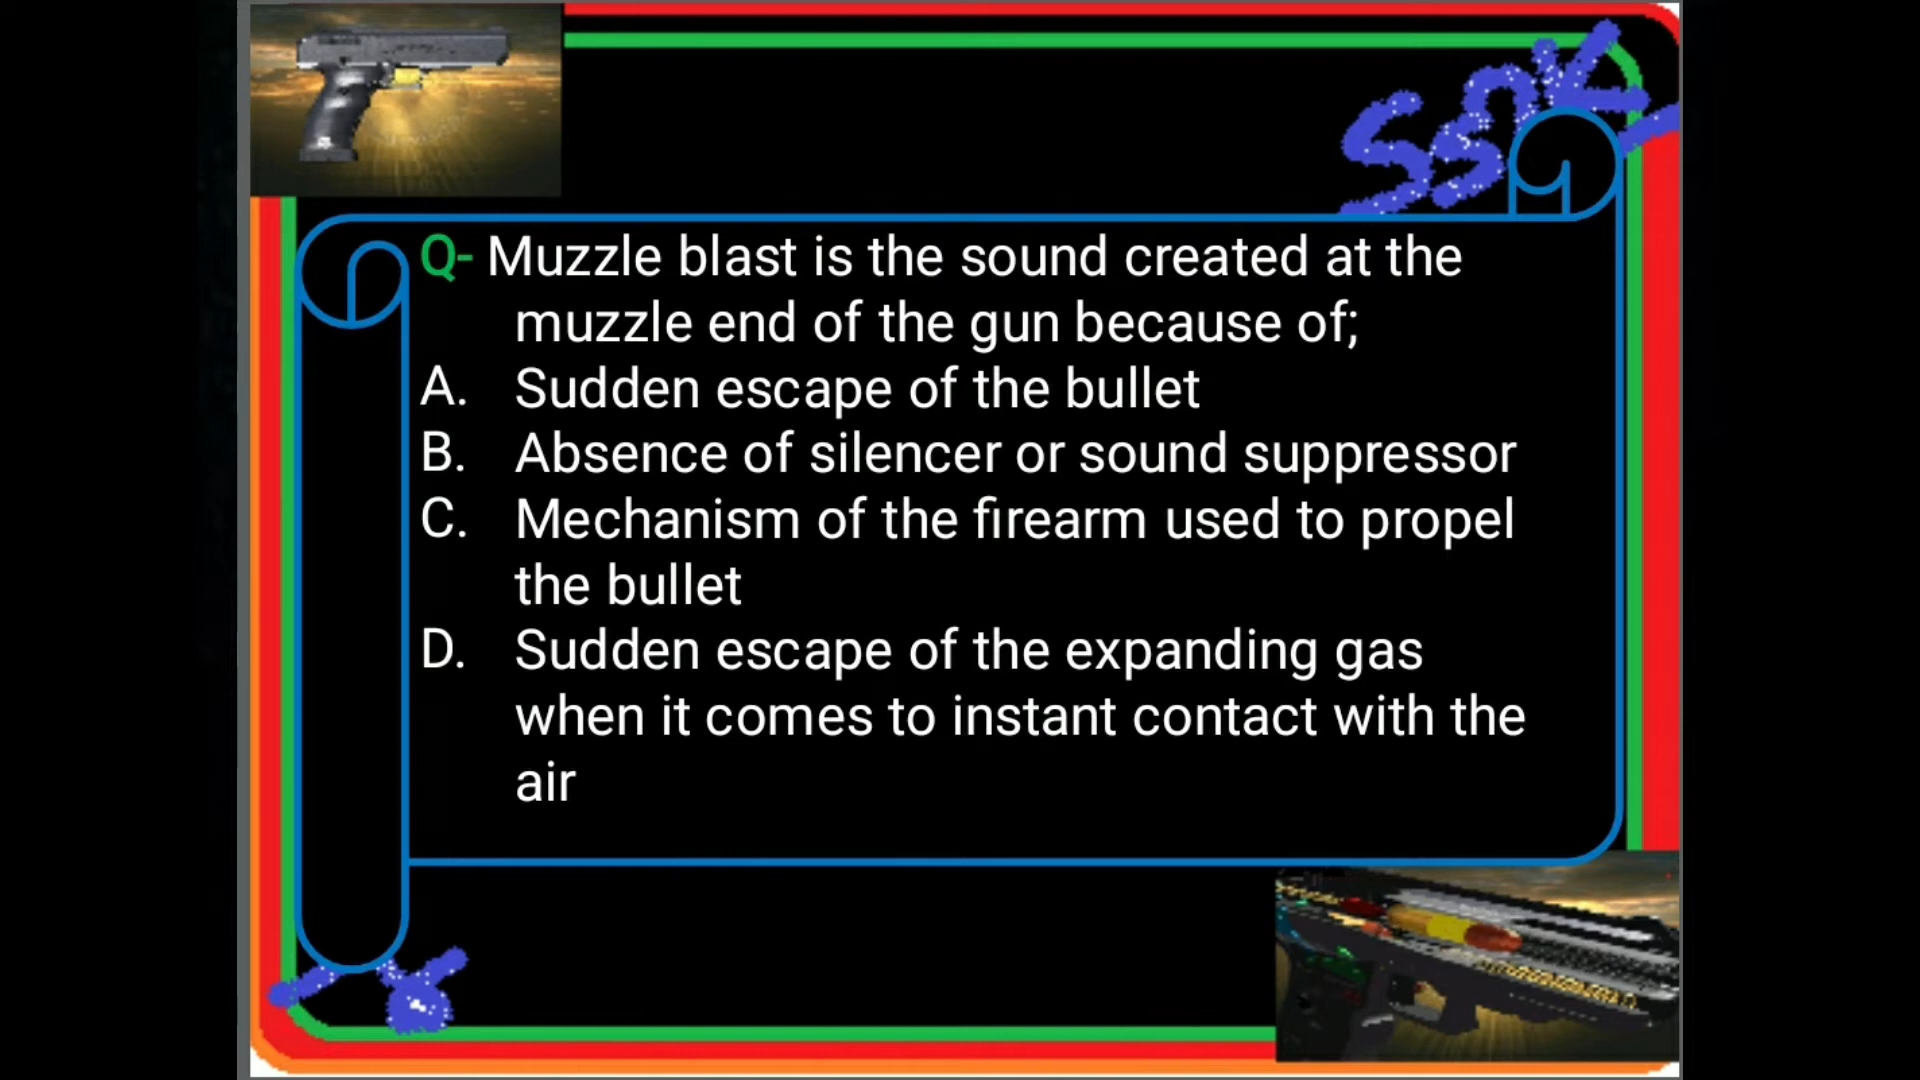 Q- Muzzle blast is the sound created at the
muzzle end of the gun because of;
A. Sudden escape of the bullet
B. Absence of silencer or sound suppressor
C. Mechanism of the firearm used to propel
the bullet
D. Sudden escape of the expanding gas
when it comes to instant contact with the
air